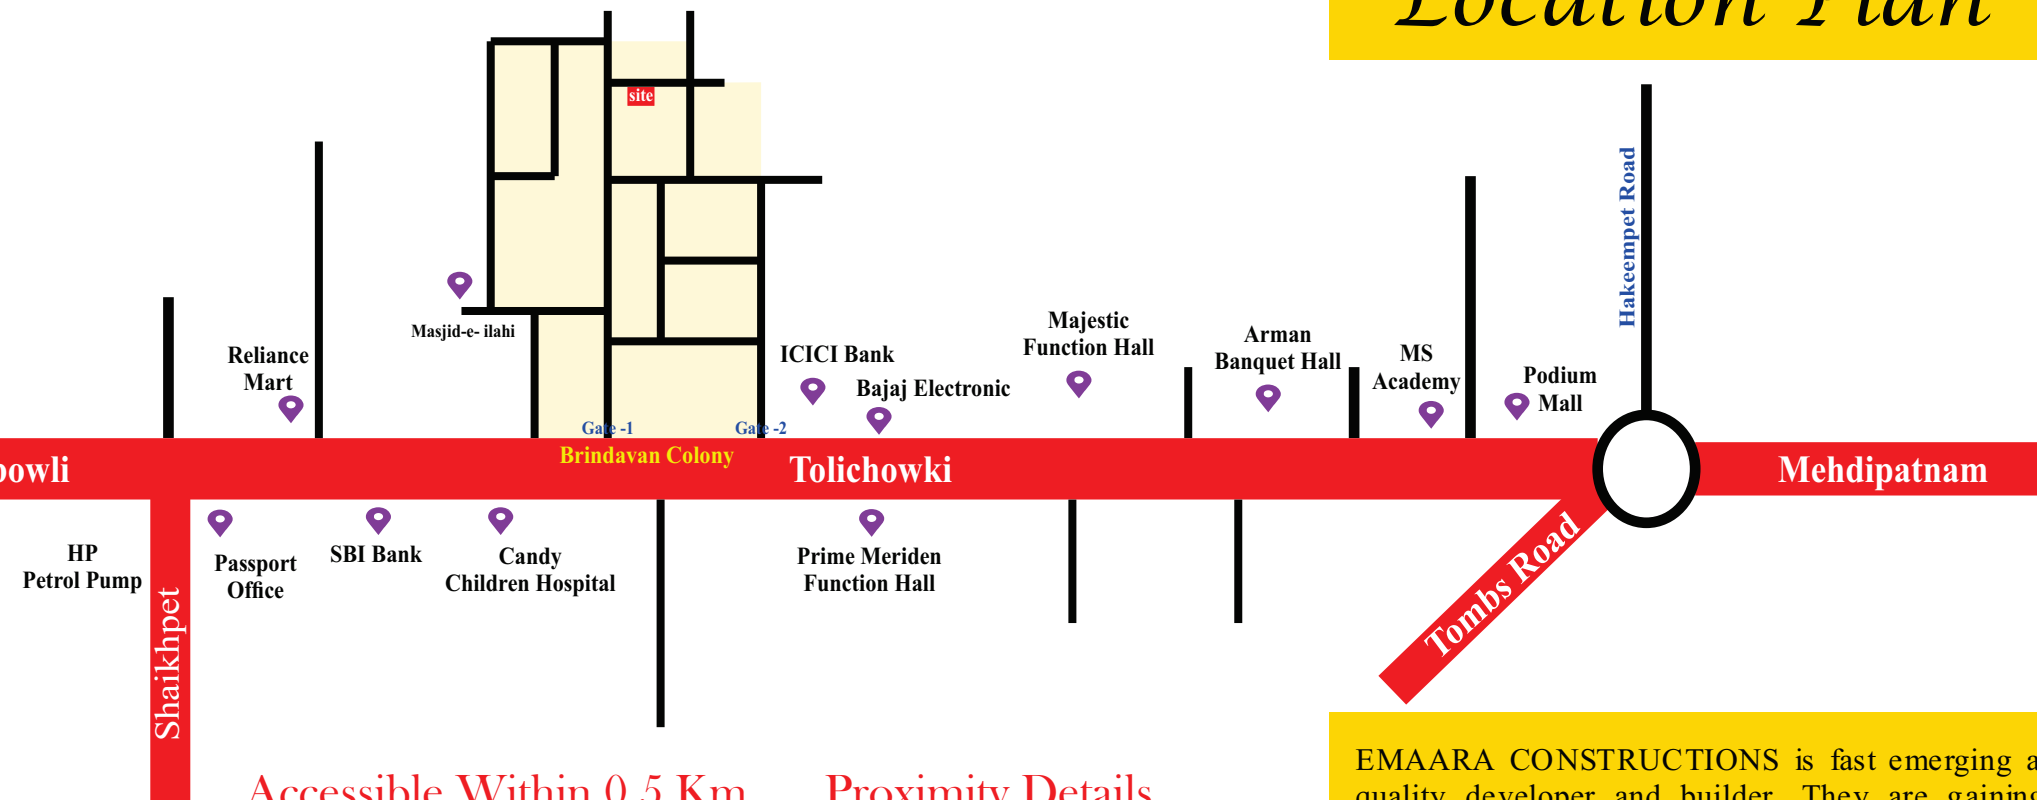 Location Plan
site
Hakeempet Road
Masjid-e- ilahi
Reliance
Mart
ICICI Bank
Bajaj Electronic
Majestic
Function Hall
Arman
Banquet Hall
MS
Academy
Podium
Mall
Gate -1
Gate -2
Brindavan Colony
bowli
Tolichowki
Mehdipatnam
HP
Petrol Pump
Shaikhpet
Passport
Office
SBI Bank
Candy
Children Hospital
Prime Meriden
Function Hall
Tombs Road
Accessible Within 0.5 Km
Proximity Details
EMAARA CONSTRUCTIONS is fast emerging a
quality developer and builder. They are gaining